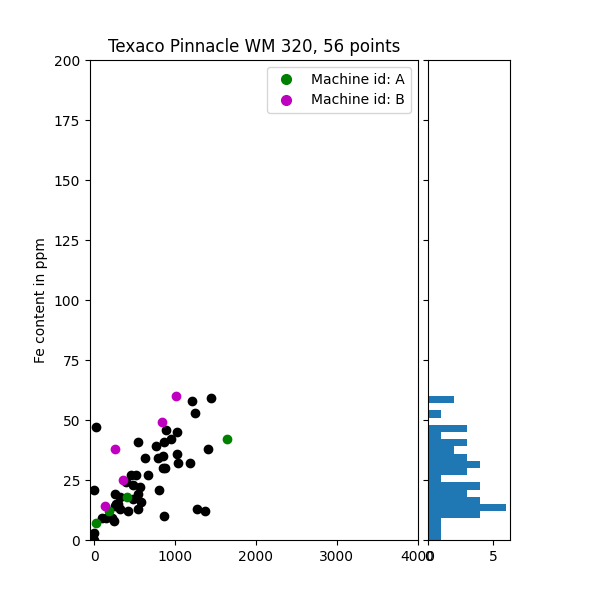 Texaco Pinnacle WM 320, 56 points
Machine id: A
Machine id: B
Fe content in ppm
200
175
150
125
100
75
50
25
0
0 1000 2000 3000 4000
0 5